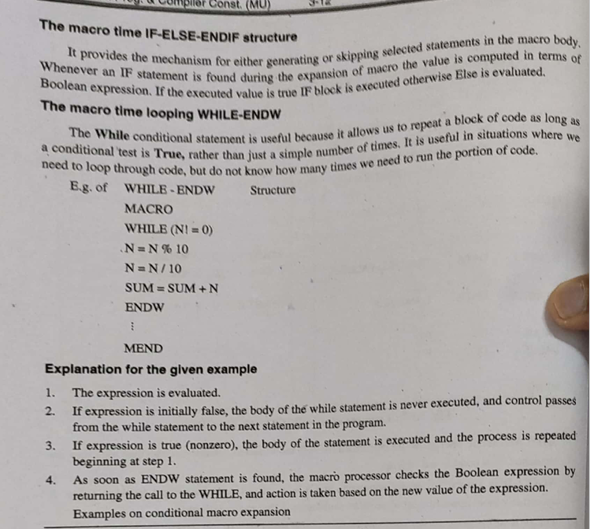 Compiler Const. (MU) 3-12
The macro time IF-ELSE-ENDIF structure
It provides the mechanism for either generating or skipping selected statements in the macro body.
Whenever an IF statement is found during the expansion of macro the value is computed in terms of
Boolean expression. If the executed value is true IF block is executed otherwise Else is evaluated.
The macro time looping WHILE-ENDW
The While conditional statement is useful because it allows us to repeat a block of code as long as
a conditional test is True, rather than just a simple number of times. It is useful in situations where we
need to loop through code, but do not know how many times we need to run the portion of code.
E.g. of WHILE - ENDW Structure
MACRO
WHILE (N! = 0)
N = N % 10
N = N / 10
SUM = SUM + N
ENDW
⋮
MEND
Explanation for the given example
1. The expression is evaluated.
2. If expression is initially false, the body of the while statement is never executed, and control passes
from the while statement to the next statement in the program.
3. If expression is true (nonzero), the body of the statement is executed and the process is repeated
beginning at step 1.
4. As soon as ENDW statement is found, the macro processor checks the Boolean expression by
returning the call to the WHILE, and action is taken based on the new value of the expression.
Examples on conditional macro expansion